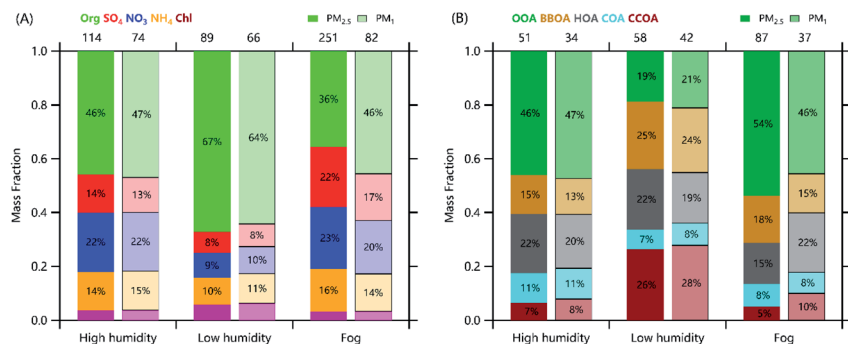 (A) Org SO4 NO3 NH4 Chl PM2.5 PM1
114 74 89 66 251 82
1.0
0.8
0.6
0.4
0.2
0.0
Mass Fraction
46% 47% 67% 64% 36% 46%
14% 13% 8% 8% 22% 17%
22% 22% 9% 10% 23% 20%
14% 15% 10% 11% 16% 14%
High humidity Low humidity Fog
(B) OOA BBOA HOA COA CCOA PM2.5 PM1
51 34 58 42 87 37
1.0
0.8
0.6
0.4
0.2
0.0
Mass Fraction
46% 47% 19% 21% 54% 46%
15% 13% 25% 24% 18% 15%
22% 20% 22% 19% 15% 22%
11% 11% 7% 8% 8% 8%
7% 8% 26% 28% 5% 10%
High humidity Low humidity Fog